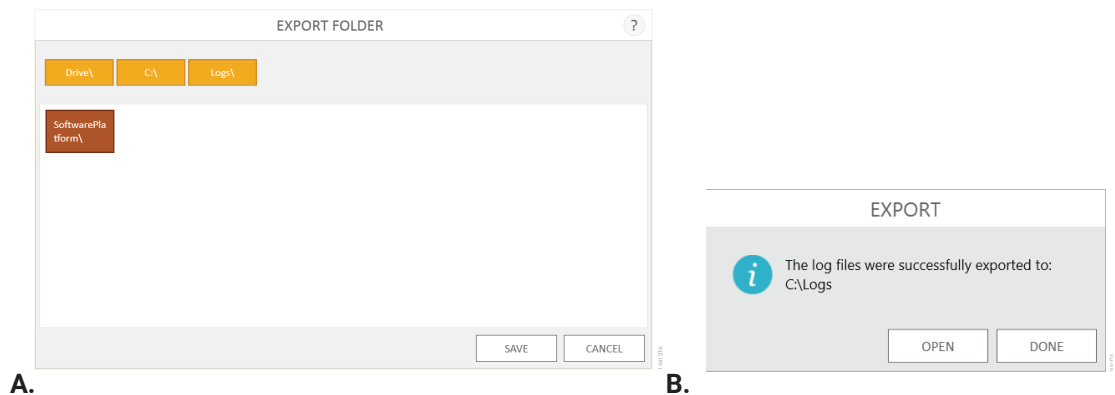 EXPORT FOLDER
?
Drive\
C:\
Logs\
SoftwarePla
tform\
SAVE
CANCEL
A.
EXPORT
i
The log files were successfully exported to:
C:\Logs
OPEN
DONE
B.